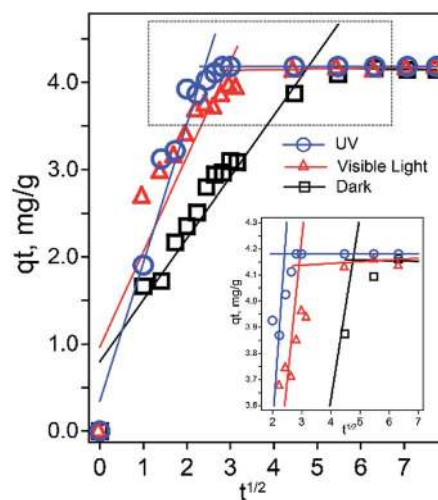 qt, mg/g
4.0
3.0
2.0
1.0
0.0
UV
Visible Light
Dark
qt, mg/g
4.3
4.2
4.1
4.0
3.9
3.8
3.7
3.6
2 3 4 5 6 7
t1/2
0 1 2 3 4 5 6 7
t1/2